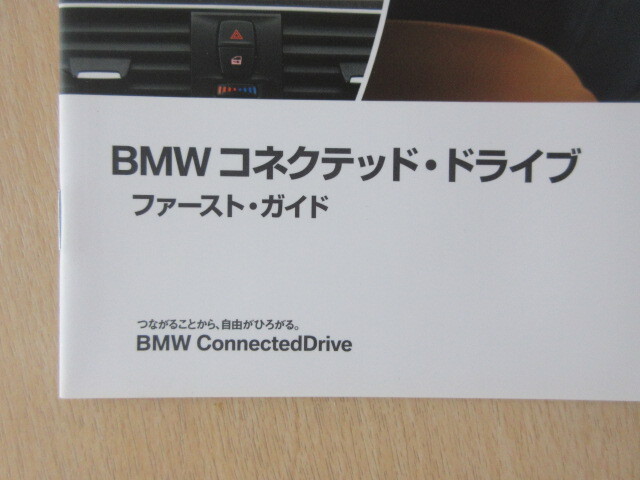 BMW コネクテッド・ドライブ
ファースト・ガイド
つながることから、自由がひろがる。
BMW ConnectedDrive